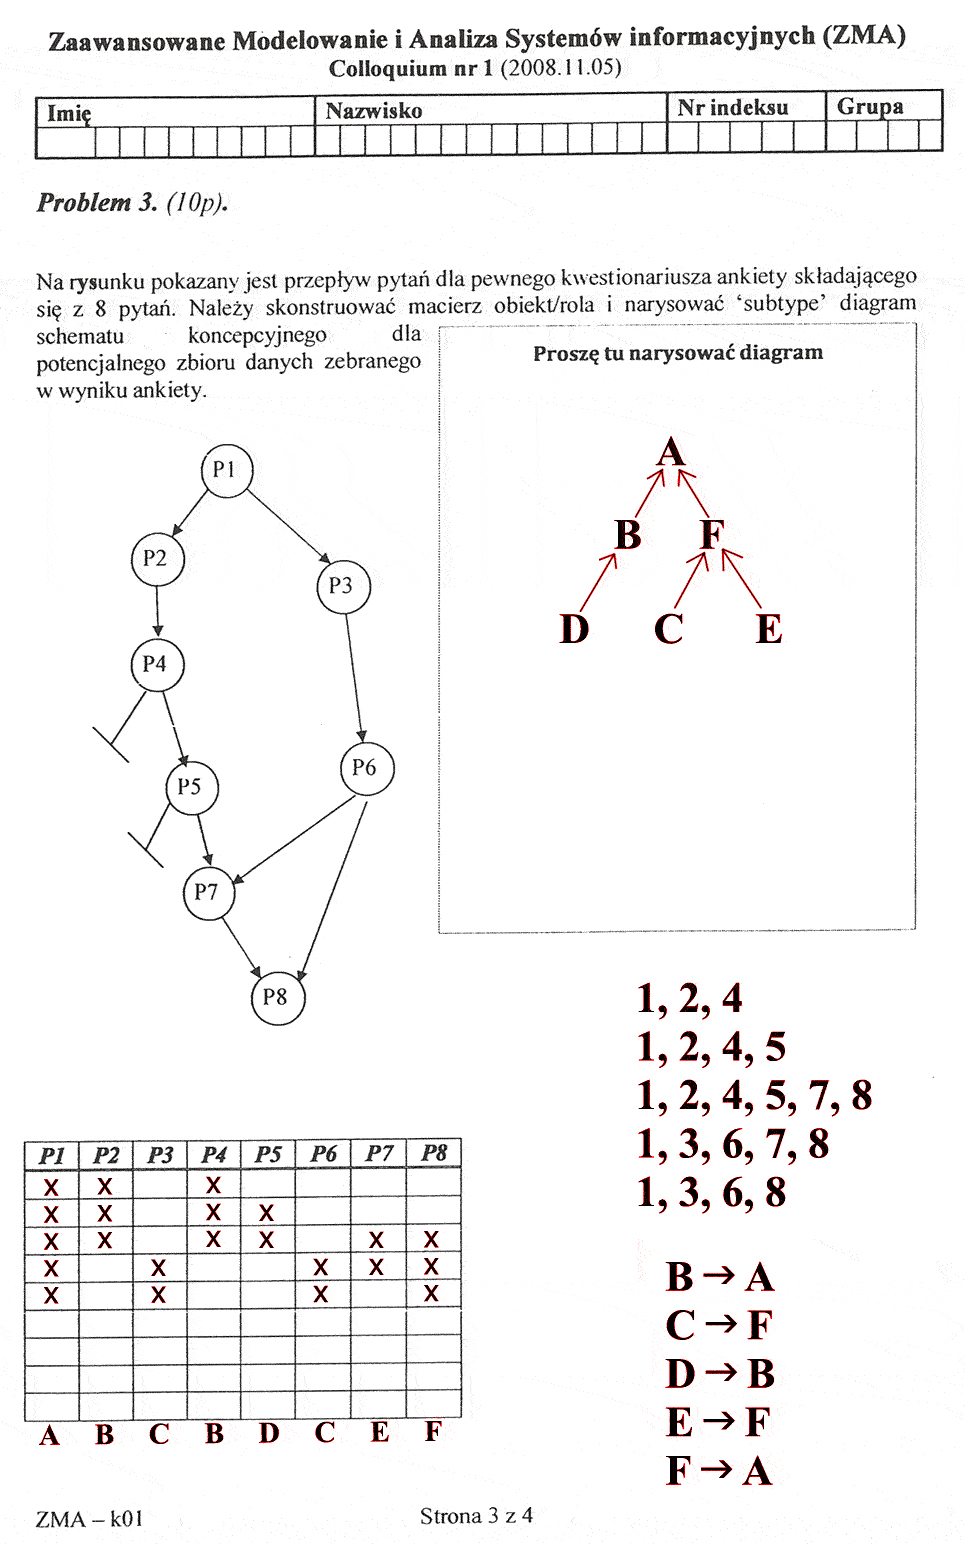 Zaawansowane Modelowanie i Analiza Systemów informacyjnych (ZMA)
Colloquium nr 1 (2008.11.05)
Imię Nazwisko Nr indeksu Grupa
Problem 3. (10p).
Na rysunku pokazany jest przepływ pytań dla pewnego kwestionariusza ankiety składającego
się z 8 pytań. Należy skonstruować macierz obiekt/rola i narysować ‘subtype’ diagram
schematu koncepcyjnego dla
potencjalnego zbioru danych zebranego
w wyniku ankiety.
Proszę tu narysować diagram
A
B F
D C E
P1
P2
P3
P4
P6
P5
P7
P8
1, 2, 4
1, 2, 4, 5
1, 2, 4, 5, 7, 8
1, 3, 6, 7, 8
1, 3, 6, 8
P1 P2 P3 P4 P5 P6 P7 P8
X X X
X X X X
X X X X X X
X X X X X
X X X X
A B C B D C E F
B → A
C → F
D → B
E → F
F → A
ZMA – k01 Strona 3 z 4